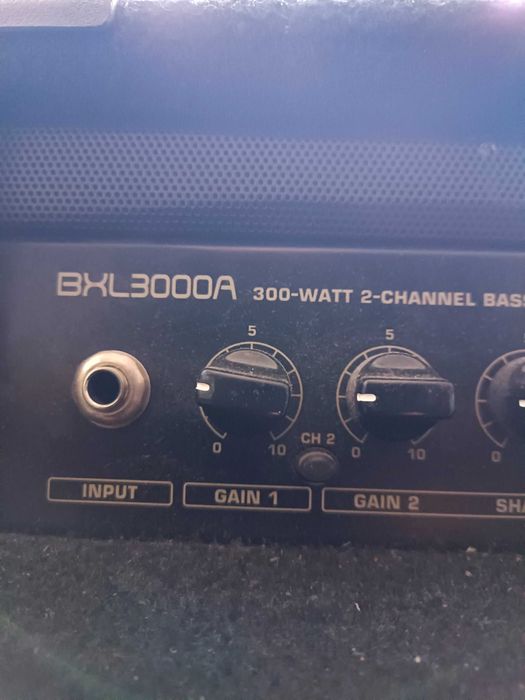 BXL3000A 300-WATT 2-CHANNEL BASS
5 5
CH 2
0 10 0 10 0
INPUT GAIN 1 GAIN 2 SHA